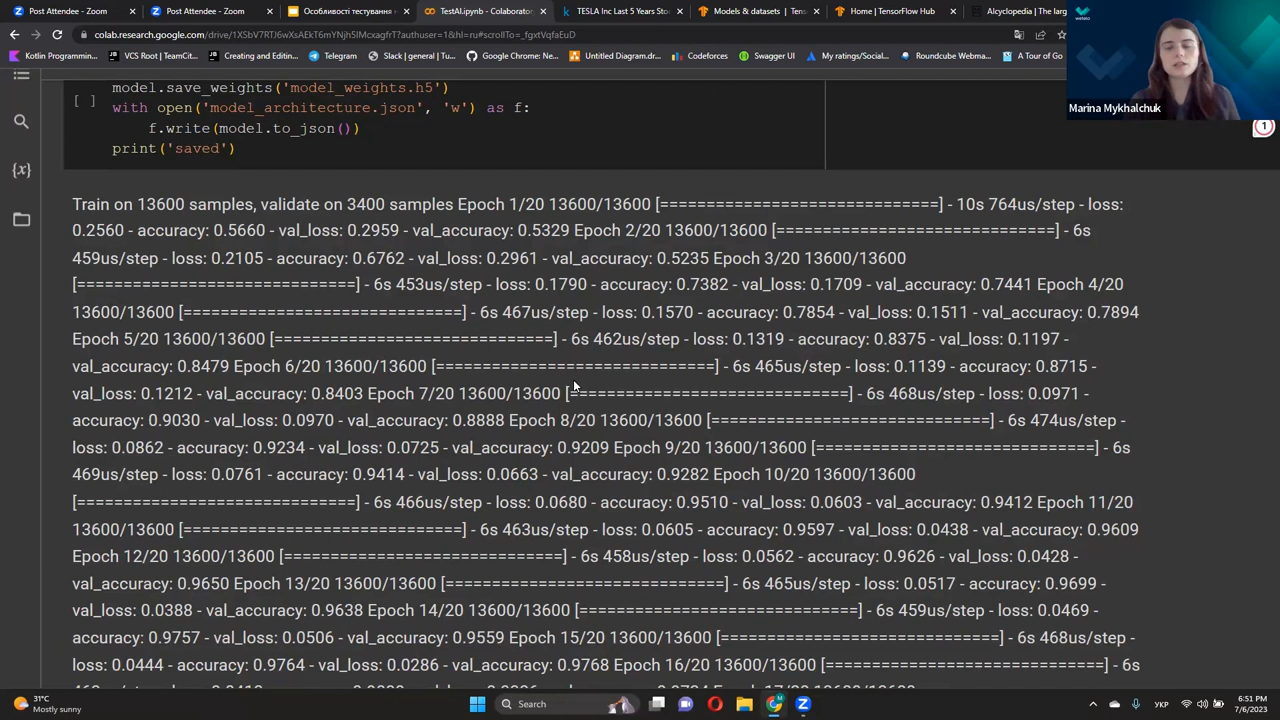 Post Attendee - Zoom
Post Attendee - Zoom
Особливості тестування
TestAI.ipynb - Colaborator
TESLA Inc Last 5 Years Sto
Models & datasets | Tens
Home | TensorFlow Hub
Alcyclopedia | The larg
colab.research.google.com/drive/1XSbV7RTJ6wXsAEkT6mYNjh5lMcxagfrT?authuser=1&hl=ru#scrollTo=_fgxtVqfaEuD
Kotlin Programming...
VCS Root | TeamCit...
Creating and Editin...
Telegram
Slack | general | Tu...
Google Chrome: Ne...
Untitled Diagram.dr...
Codeforces
Swagger UI
My ratings/Social...
Roundcube Webma...
A Tour of Go
weteio
Marina Mykhalchuk
1
model.save_weights('model_weights.h5')
[ ] with open('model_architecture.json', 'w') as f:
f.write(model.to_json())
print('saved')
{x}
Train on 13600 samples, validate on 3400 samples Epoch 1/20 13600/13600 [==============================] - 10s 764us/step - loss:
0.2560 - accuracy: 0.5660 - val_loss: 0.2959 - val_accuracy: 0.5329 Epoch 2/20 13600/13600 [==============================] - 6s
459us/step - loss: 0.2105 - accuracy: 0.6762 - val_loss: 0.2961 - val_accuracy: 0.5235 Epoch 3/20 13600/13600
[==============================] - 6s 453us/step - loss: 0.1790 - accuracy: 0.7382 - val_loss: 0.1709 - val_accuracy: 0.7441 Epoch 4/20
13600/13600 [==============================] - 6s 467us/step - loss: 0.1570 - accuracy: 0.7854 - val_loss: 0.1511 - val_accuracy: 0.7894
Epoch 5/20 13600/13600 [==============================] - 6s 462us/step - loss: 0.1319 - accuracy: 0.8375 - val_loss: 0.1197 -
val_accuracy: 0.8479 Epoch 6/20 13600/13600 [==============================] - 6s 465us/step - loss: 0.1139 - accuracy: 0.8715 -
val_loss: 0.1212 - val_accuracy: 0.8403 Epoch 7/20 13600/13600 [==============================] - 6s 468us/step - loss: 0.0971 -
accuracy: 0.9030 - val_loss: 0.0970 - val_accuracy: 0.8888 Epoch 8/20 13600/13600 [==============================] - 6s 474us/step -
loss: 0.0862 - accuracy: 0.9234 - val_loss: 0.0725 - val_accuracy: 0.9209 Epoch 9/20 13600/13600 [==============================] - 6s
469us/step - loss: 0.0761 - accuracy: 0.9414 - val_loss: 0.0663 - val_accuracy: 0.9282 Epoch 10/20 13600/13600
[==============================] - 6s 466us/step - loss: 0.0680 - accuracy: 0.9510 - val_loss: 0.0603 - val_accuracy: 0.9412 Epoch 11/20
13600/13600 [==============================] - 6s 463us/step - loss: 0.0605 - accuracy: 0.9597 - val_loss: 0.0438 - val_accuracy: 0.9609
Epoch 12/20 13600/13600 [==============================] - 6s 458us/step - loss: 0.0562 - accuracy: 0.9626 - val_loss: 0.0428 -
val_accuracy: 0.9650 Epoch 13/20 13600/13600 [==============================] - 6s 465us/step - loss: 0.0517 - accuracy: 0.9699 -
val_loss: 0.0388 - val_accuracy: 0.9638 Epoch 14/20 13600/13600 [==============================] - 6s 459us/step - loss: 0.0469 -
accuracy: 0.9757 - val_loss: 0.0506 - val_accuracy: 0.9559 Epoch 15/20 13600/13600 [==============================] - 6s 468us/step -
loss: 0.0444 - accuracy: 0.9764 - val_loss: 0.0286 - val_accuracy: 0.9768 Epoch 16/20 13600/13600 [==============================] - 6s
31°C
Mostly sunny
Search
УКР
6:51 PM
7/6/2023